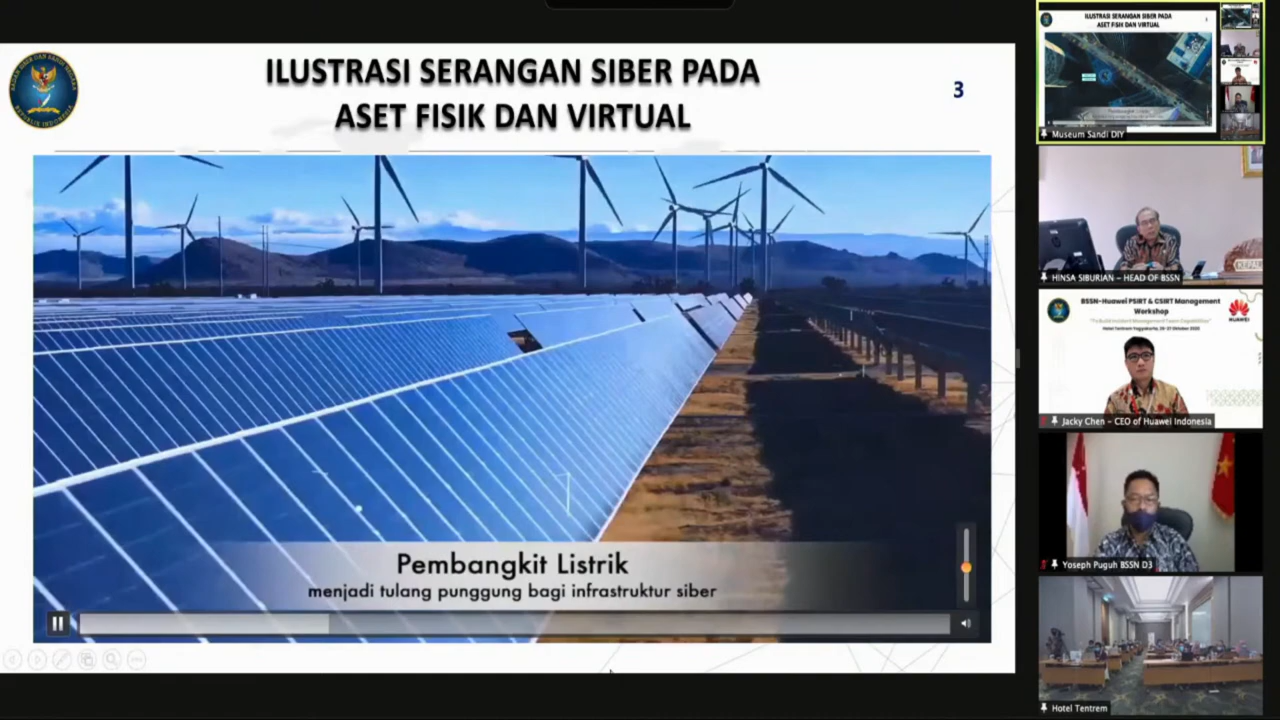 ILUSTRASI SERANGAN SIBER PADA
ASET FISIK DAN VIRTUAL
3
Pembangkit Listrik
menjadi tulang punggung bagi infrastruktur siber
ILUSTRASI SERANGAN SIBER PADA
ASET FISIK DAN VIRTUAL
Museum Sandi DIY
HINSA SIBURIAN – HEAD OF BSSN
BSSN-Huawei PSIRT & CSIRT Management
Workshop
HUAWEI
Jacky Chen – CEO of Huawei Indonesia
Yoseph Puguh BSSN D3
Hotel Tentrem